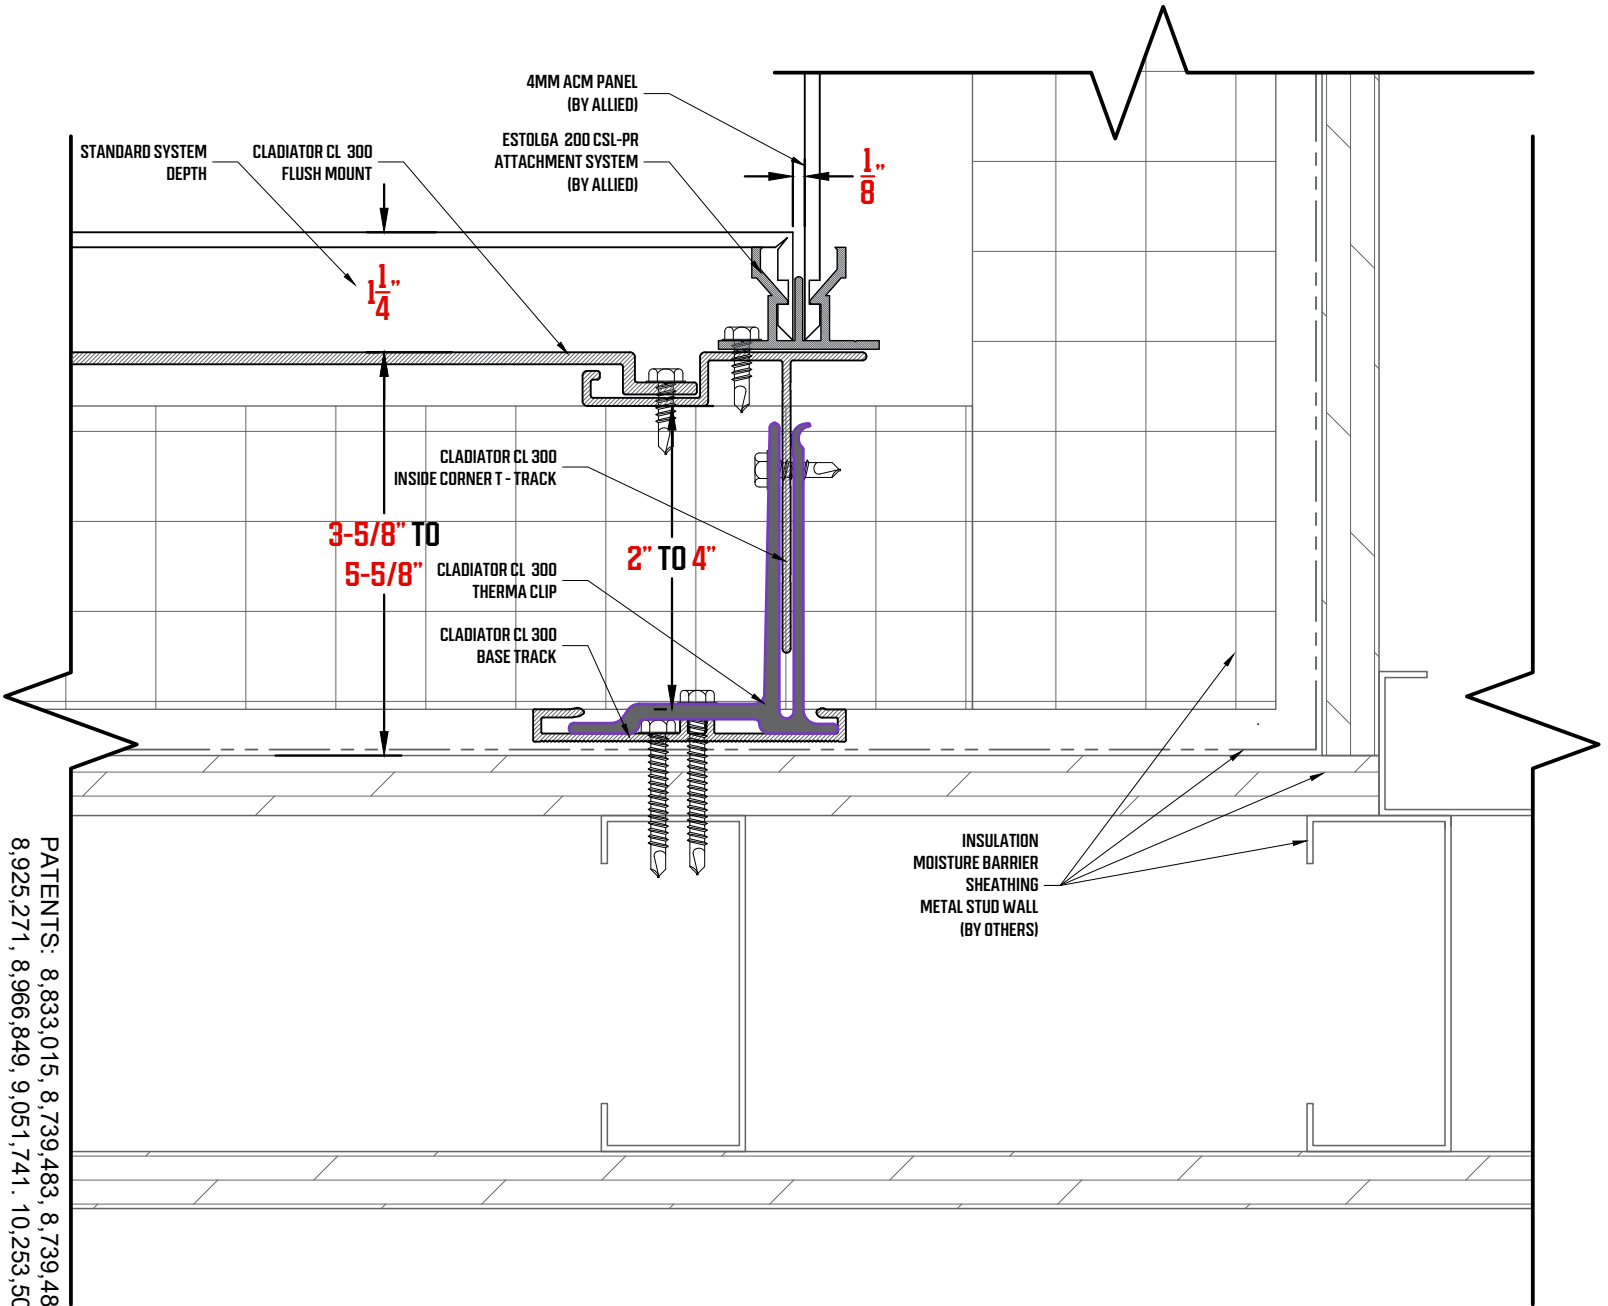 4MM ACM PANEL
(BY ALLIED)
ESTOLGA 200 CSL-PR
ATTACHMENT SYSTEM
(BY ALLIED)
STANDARD SYSTEM
DEPTH
CLADIATOR CL 300
FLUSH MOUNT
1/8"
1 1/4"
CLADIATOR CL 300
INSIDE CORNER T - TRACK
3-5/8" TO
5-5/8"
2" TO 4"
CLADIATOR CL 300
THERMA CLIP
CLADIATOR CL 300
BASE TRACK
INSULATION
MOISTURE BARRIER
SHEATHING
METAL STUD WALL
(BY OTHERS)
PATENTS: 8,833,015, 8,739,483, 8,739,48
8,925,271, 8,966,849, 9,051,741. 10,253,50